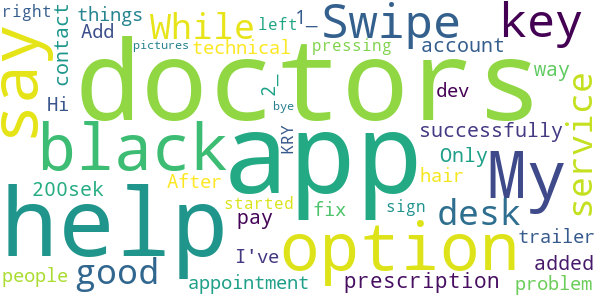 right things
contact Add While left 1_ Swipe key
pictures technical pressing account
say doctors way
Hi 2_ bye dev
black app KRY successfully My service
Only
help 200sek After hair
started sign desk
pay fix option trailer
good I've added
people appointment prescription problem